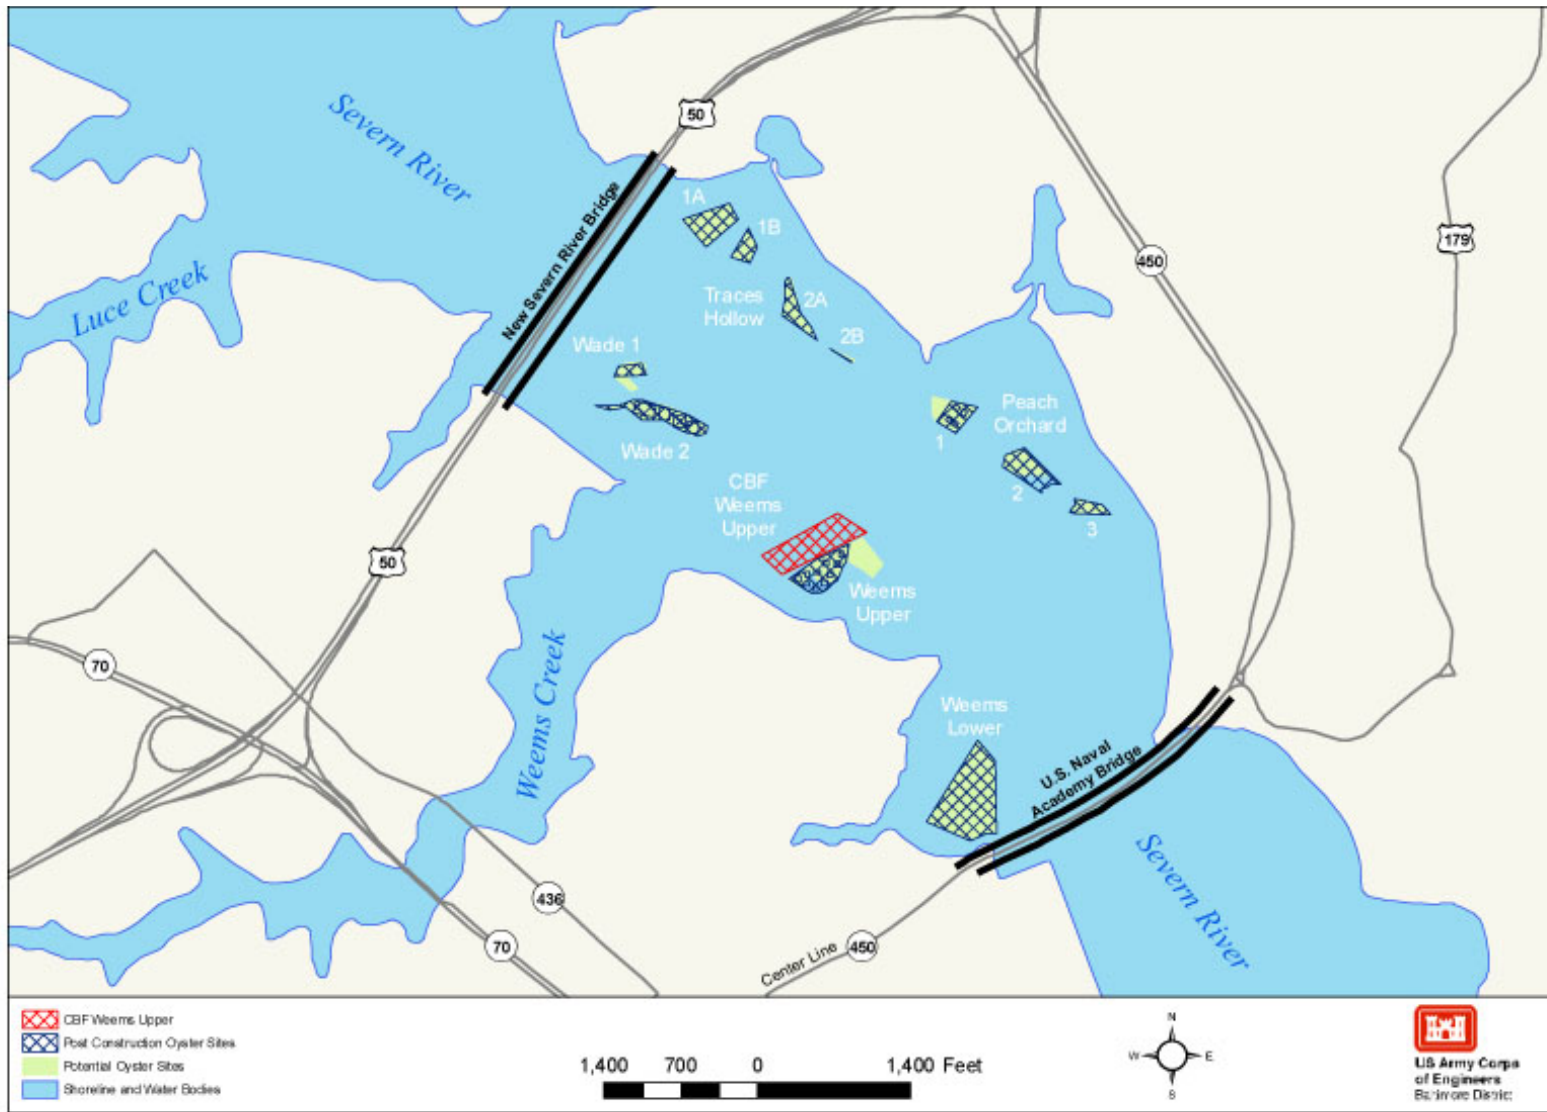 Severn River
50
1A
1B
New Severn River Bridge
Luce Creek
Traces
Hollow
2A
2B
450
179
Wade 1
Wade 2
Peach
Orchard
1
2
3
CBF
Weems
Upper
Weems
Upper
50
70
Weems Creek
Weems
Lower
U.S. Naval
Academy Bridge
Severn River
436
70
Center Line
450
CBF Weems Upper
Post Construction Oyster Sites
Potential Oyster Sites
Shoreline and Water Bodies
1,400 700 0 1,400 Feet
N
W E
S
US Army Corps
of Engineers
Baltimore District